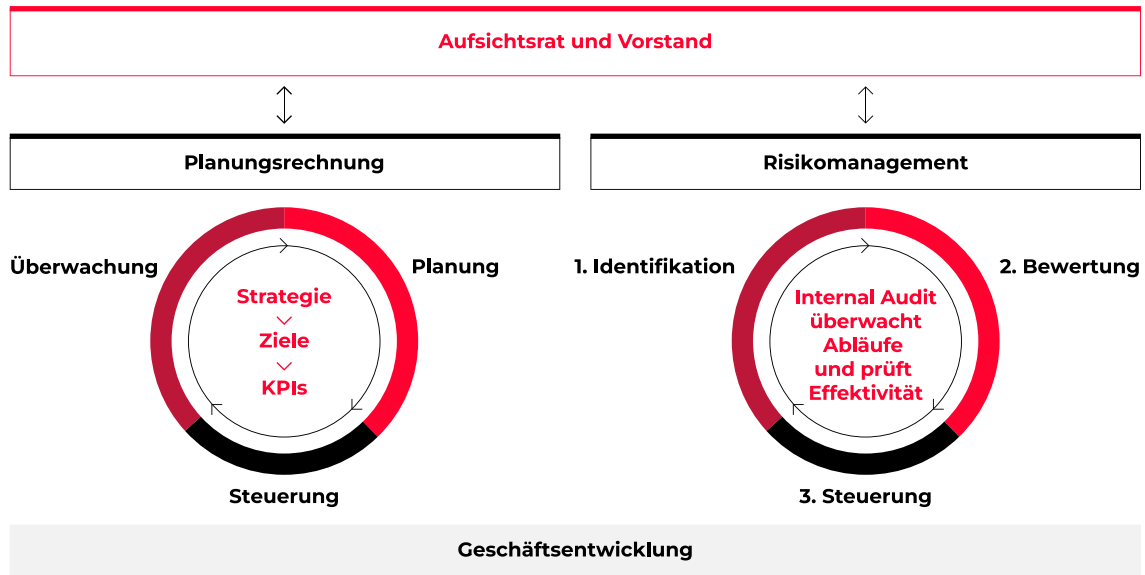 Aufsichtsrat und Vorstand
Planungsrechnung
Überwachung
Planung
Strategie
Ziele
KPIs
Steuerung
Risikomanagement
1. Identifikation
2. Bewertung
Internal Audit
überwacht
Abläufe
und prüft
Effektivität
3. Steuerung
Geschäftsentwicklung